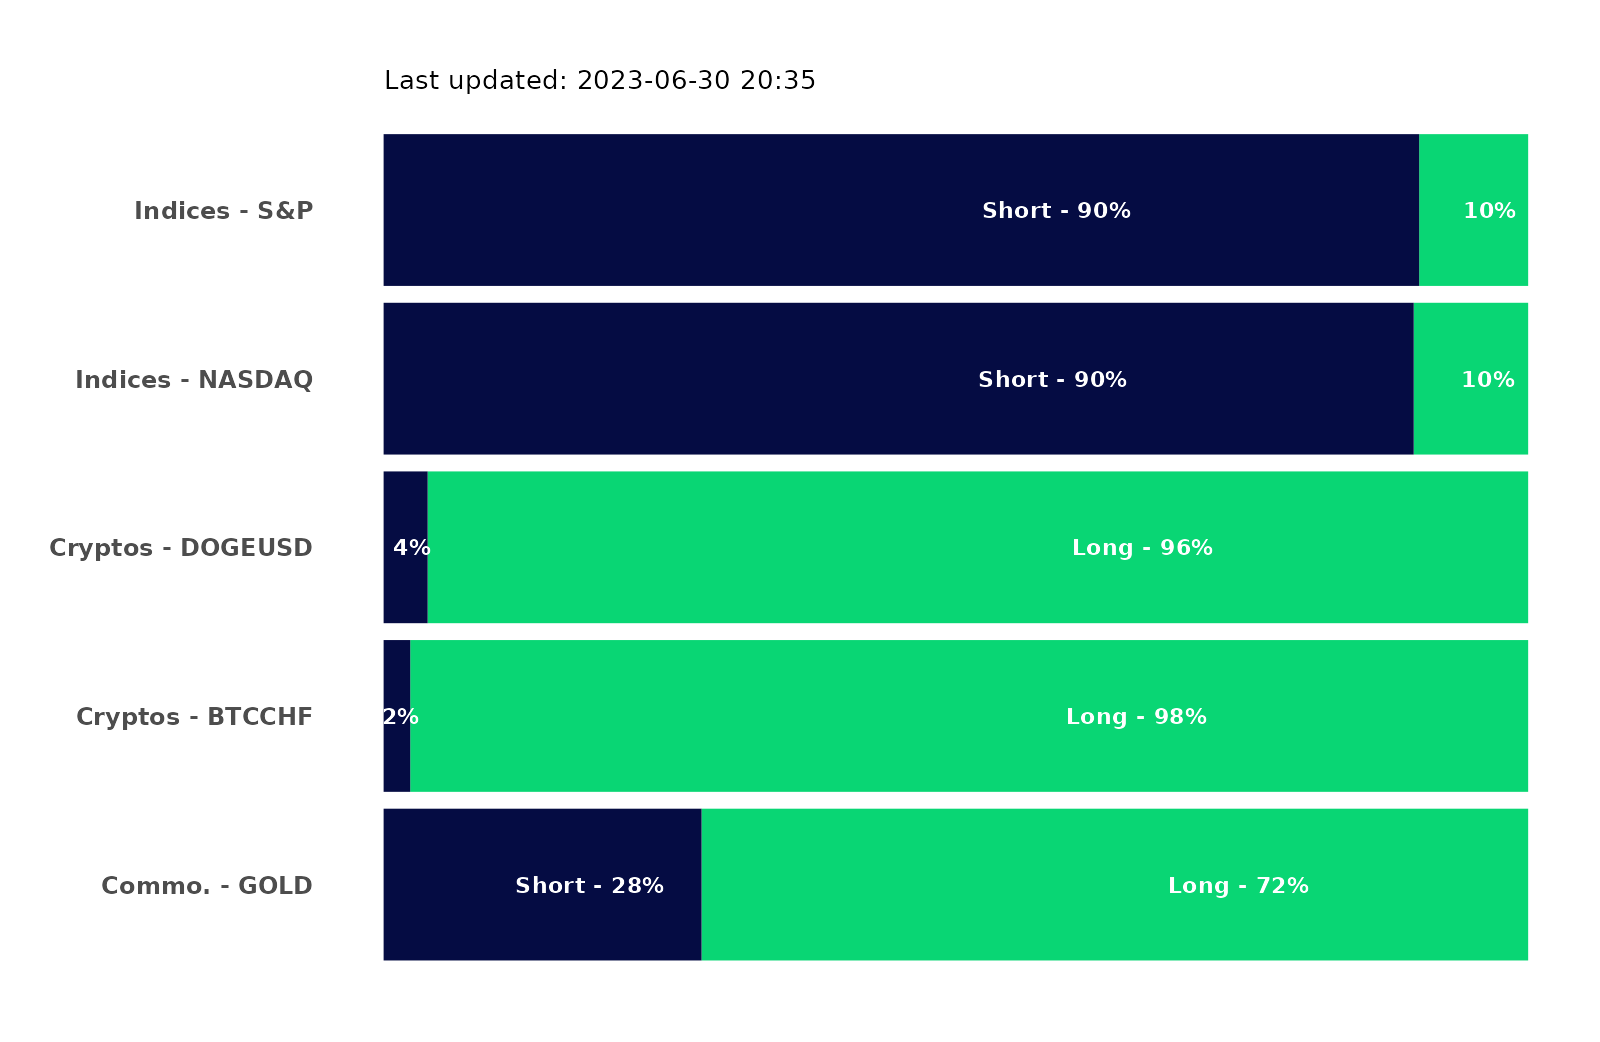 Last updated: 2023-06-30 20:35
Indices - S&P Short - 90% 10%
Indices - NASDAQ Short - 90% 10%
Cryptos - DOGEUSD 4% Long - 96%
Cryptos - BTCCHF 2% Long - 98%
Commo. - GOLD Short - 28% Long - 72%